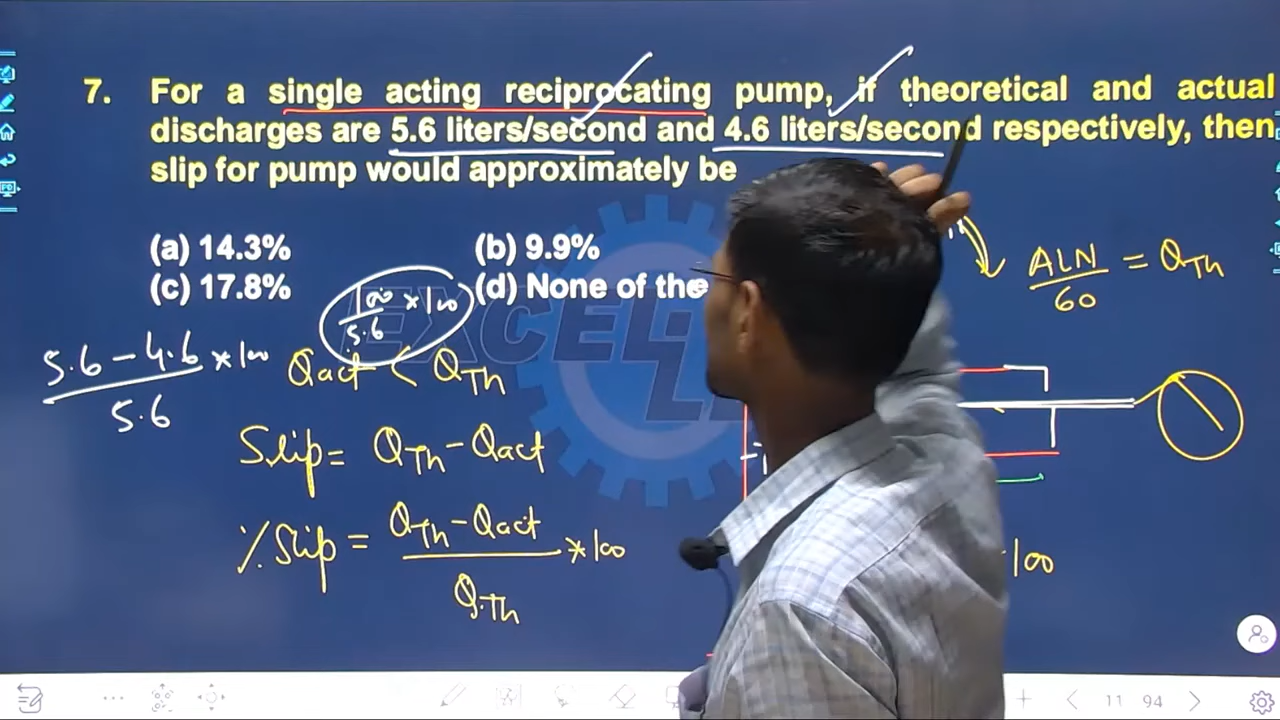 7. For a single acting reciprocating pump, if theoretical and actual
discharges are 5.6 liters/second and 4.6 liters/second respectively, then
slip for pump would approximately be
(a) 14.3% (b) 9.9%
(c) 17.8% (d) None of the
ALN/60 = QTh
100/5.6 * 100
(5.6 - 4.6)/5.6 * 100
Qact < QTh
Slip = QTh - Qact
% Slip = (QTh - Qact)/QTh * 100
100
EXCEL
11 94